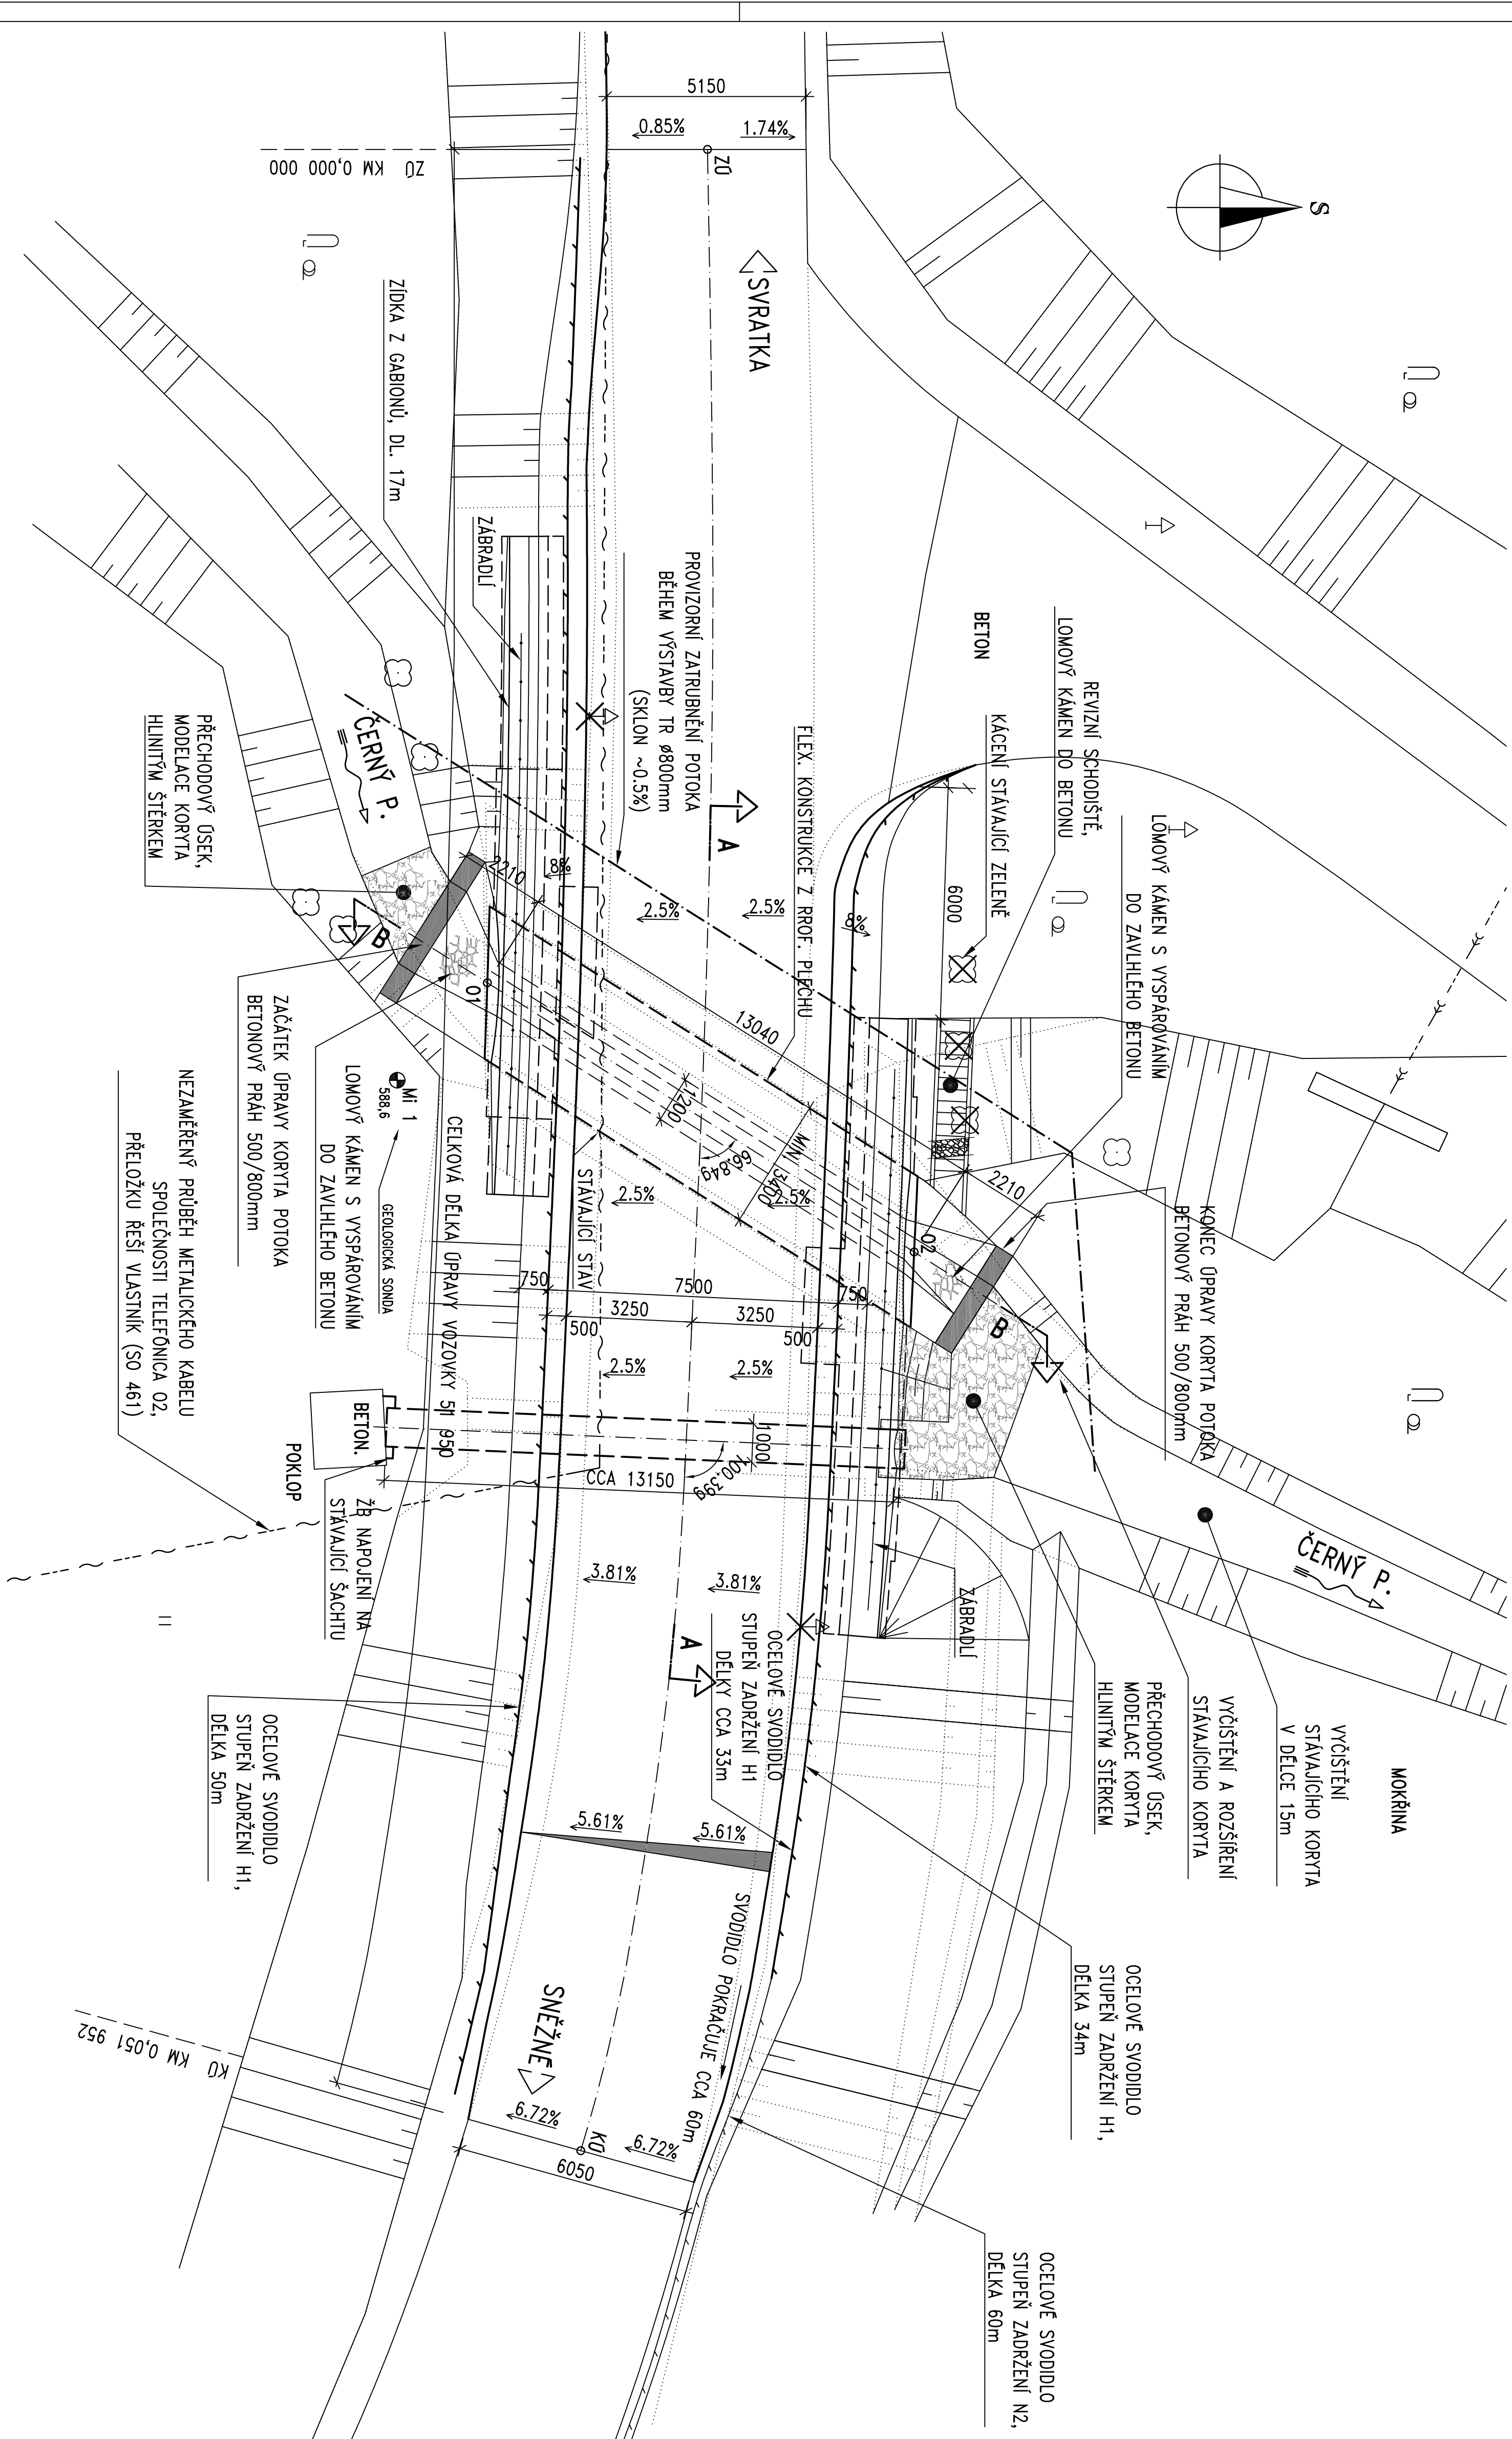 5150
0.85%
1.74%
ZÚ KM 0,000 000
ZÚ
S
SVRATKA
ZÍDKA Z GABIONŮ, DL. 17m
ZÁBRADLÍ
PROVIZORNÍ ZATRUBNĚNÍ POTOKA
BĚHEM VÝSTAVBY TR ø800mm
(SKLON ~0.5%)
BETON
REVIZNÍ SCHODIŠTĚ,
LOMOVÝ KÁMEN DO BETONU
KÁCENÍ STÁVAJÍCÍ ZELENĚ
FLEX. KONSTRUKCE Z RROF. PLECHU
LOMOVÝ KÁMEN S VYSPÁROVÁNÍM
DO ZAVLHLÉHO BETONU
ČERNÝ P.
PŘECHODOVÝ ÚSEK,
MODELACE KORYTA
HLINITÝM ŠTĚRKEM
A
2210
8%
2.5%
2.5%
8%
6000
B
O1
13040
ZAČÁTEK ÚPRAVY KORYTA POTOKA
BETONOVÝ PRÁH 500/800mm
LOMOVÝ KÁMEN S VYSPÁROVÁNÍM
DO ZAVLHLÉHO BETONU
Mi 1
588,6
GEOLOGICKÁ SONDA
CELKOVÁ DÉLKA ÚPRAVY VOZOVKY 51 950
NEZAMĚŘENÝ PRŮBĚH METALICKÉHO KABELU
SPOLEČNOSTI TELEFÓNICA O2,
PŘELOŽKU ŘEŠÍ VLASTNÍK (SO 461)
1200
66,84g
MIN. 3400
STÁVAJÍCÍ STAV
2.5%
2.5%
2210
O2
KONEC ÚPRAVY KORYTA POTOKA
BETONOVÝ PRÁH 500/800mm
750
7500
750
3250
3250
500
500
B
2.5%
2.5%
BETON.
POKLOP
1000
100.39g
CCA 13150
ŽB NAPOJENÍ NA
STÁVAJÍCÍ ŠACHTU
3.81%
3.81%
ČERNÝ P.
ZÁBRADLÍ
A
OCELOVÉ SVODIDLO
STUPEŇ ZADRŽENÍ H1
DÉLKY CCA 33m
PŘECHODOVÝ ÚSEK,
MODELACE KORYTA
HLINITÝM ŠTĚRKEM
VYČIŠTĚNÍ A ROZŠÍŘENÍ
STÁVAJÍCÍHO KORYTA
VYČIŠTĚNÍ
STÁVAJÍCÍHO KORYTA
V DÉLCE 15m
MOKŘINA
OCELOVÉ SVODIDLO
STUPEŇ ZADRŽENÍ H1,
DÉLKA 50m
5.61%
5.61%
SVODIDLO POKRAČUJE CCA 60m
OCELOVÉ SVODIDLO
STUPEŇ ZADRŽENÍ H1,
DÉLKA 34m
SNĚŽNÉ
KÚ KM 0,051 952
6.72%
6.72%
KÚ
6050
OCELOVÉ SVODIDLO
STUPEŇ ZADRŽENÍ N2,
DÉLKA 60m